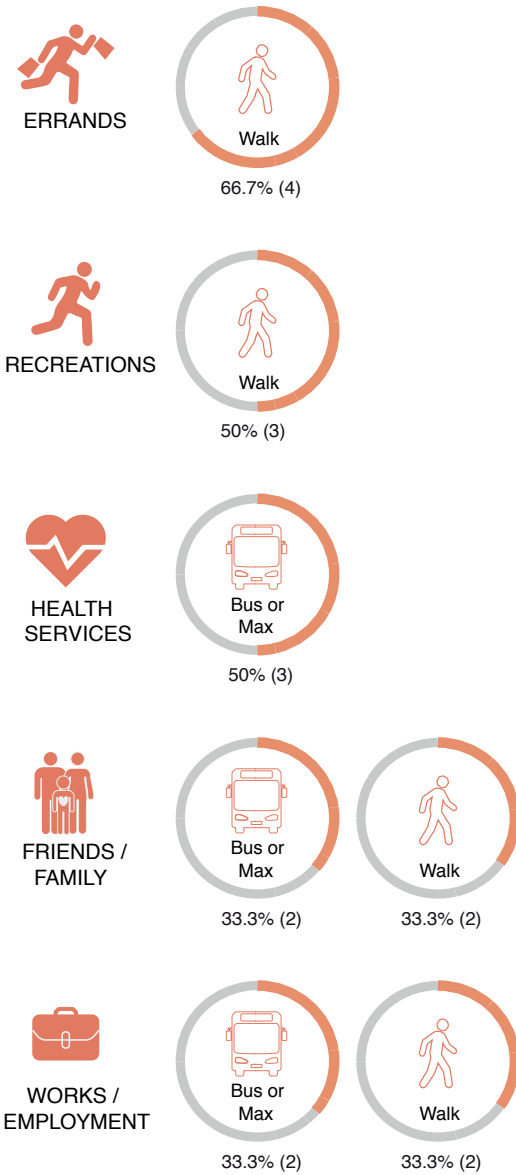 ERRANDS
Walk
66.7% (4)
RECREATIONS
Walk
50% (3)
HEALTH
SERVICES
Bus or
Max
50% (3)
FRIENDS /
FAMILY
Bus or
Max
33.3% (2)
Walk
33.3% (2)
WORKS /
EMPLOYMENT
Bus or
Max
33.3% (2)
Walk
33.3% (2)